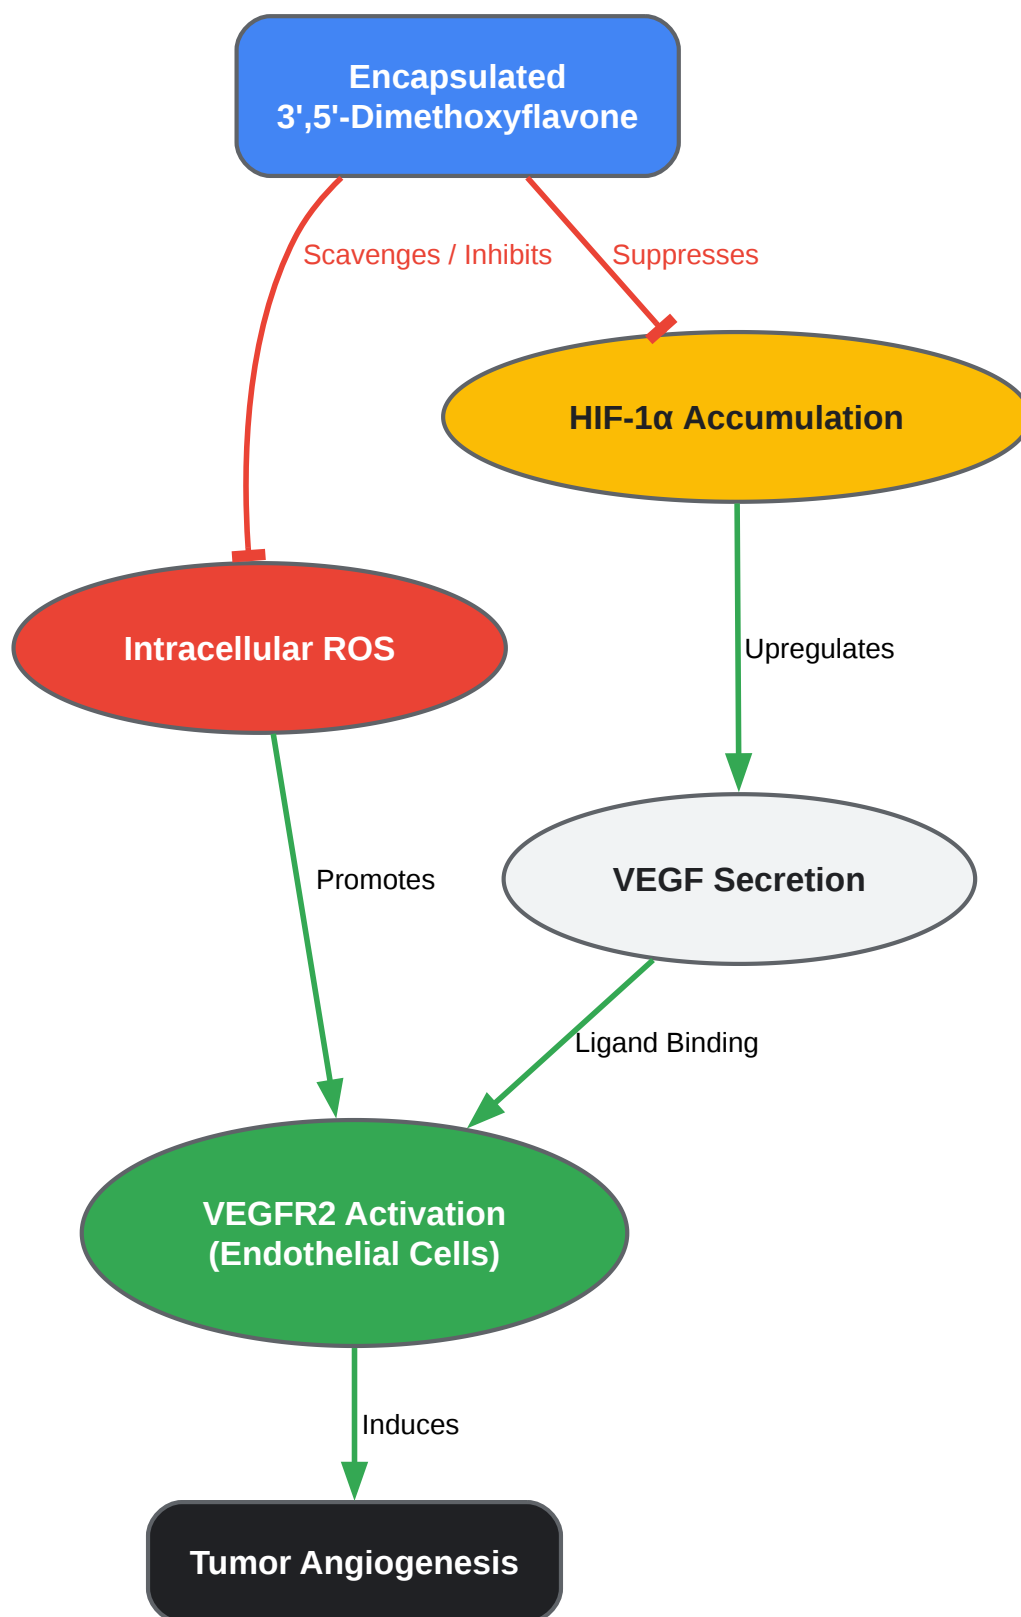 Encapsulated
3',5'-Dimethoxyflavone
Scavenges / Inhibits
Suppresses
HIF-1α Accumulation
Intracellular ROS
Upregulates
Promotes
VEGF Secretion
Ligand Binding
VEGFR2 Activation
(Endothelial Cells)
Induces
Tumor Angiogenesis